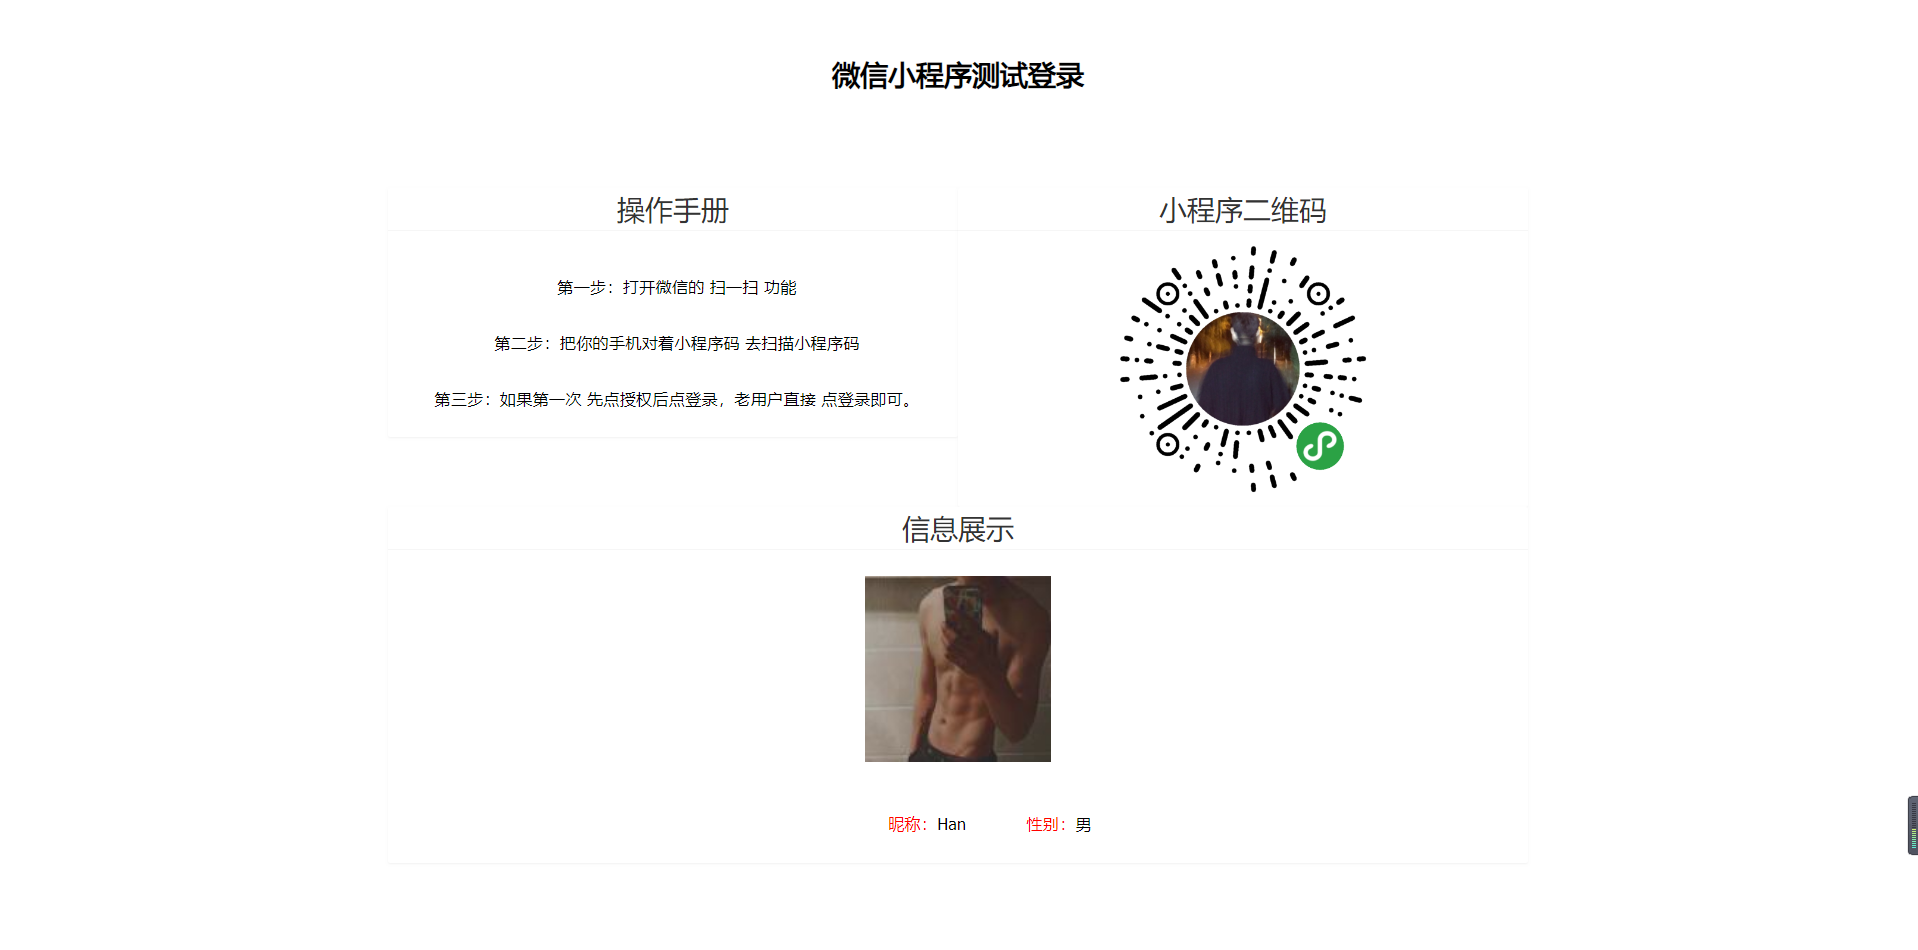 微信小程序测试登录
操作手册
第一步：打开微信的 扫一扫 功能
第二步：把你的手机对着小程序码 去扫描小程序码
第三步：如果第一次 先点授权后点登录，老用户直接 点登录即可。
小程序二维码
信息展示
昵称：Han 性别：男